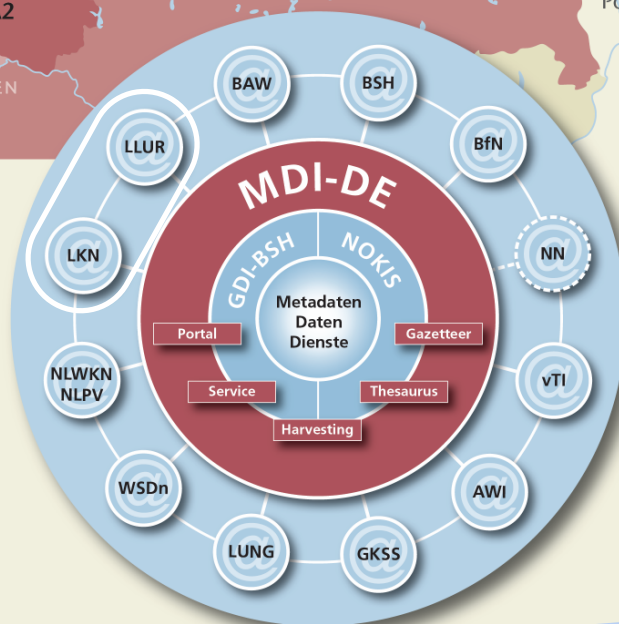 BAW
BSH
LLUR
BfN
MDI-DE
LKN
GDI-BSH
NOKIS
NN
Metadaten
Daten
Dienste
Portal
Gazetteer
NLWKN
NLPV
Service
Thesaurus
vTI
Harvesting
WSDn
AWI
LUNG
GKSS